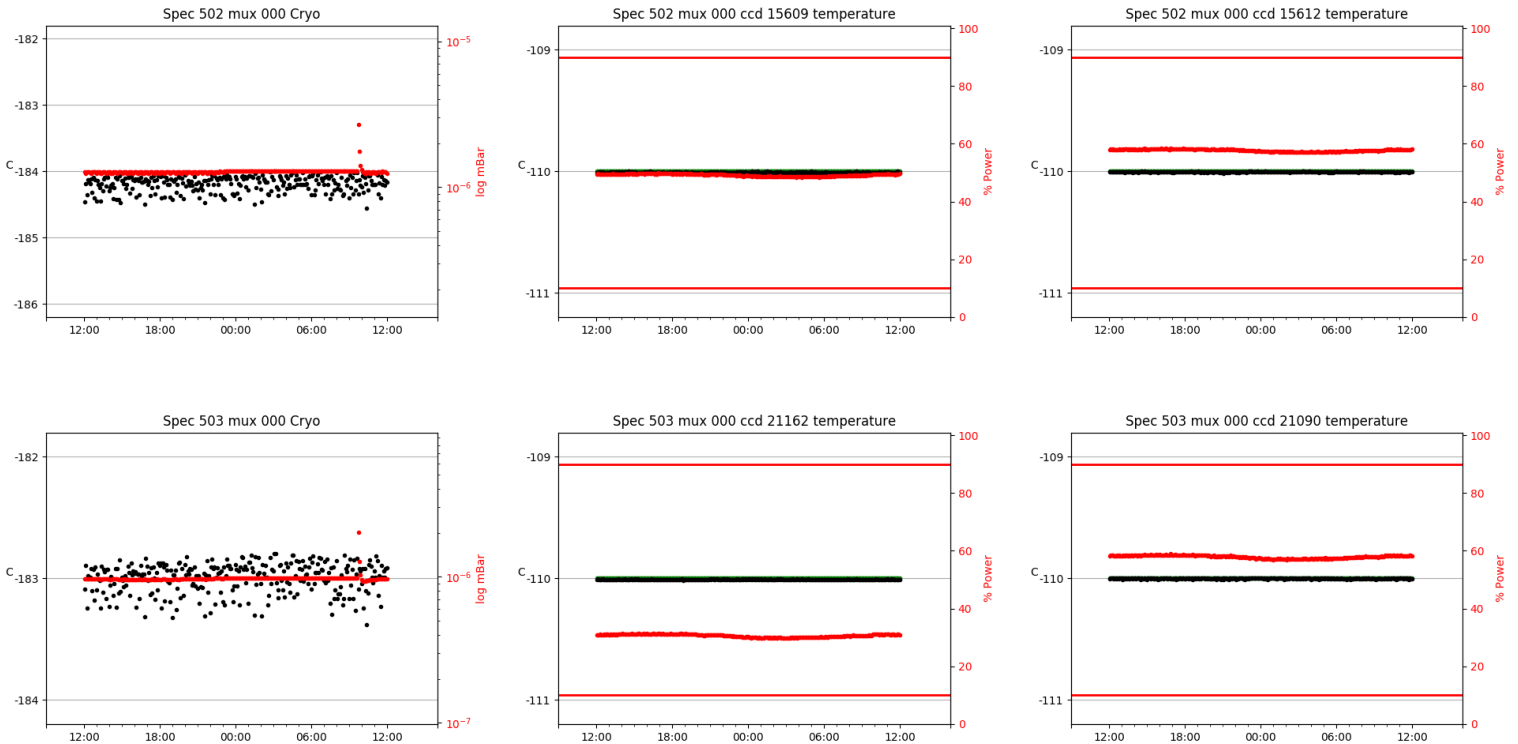 Spec 502 mux 000 Cryo
-182
-183
C
-184
-185
-186
10^-5
10^-6
log mBar
12:00 18:00 00:00 06:00 12:00
Spec 502 mux 000 ccd 15609 temperature
-109
C
-110
-111
100
80
60
40
20
0
% Power
12:00 18:00 00:00 06:00 12:00
Spec 502 mux 000 ccd 15612 temperature
-109
C
-110
-111
100
80
60
40
20
0
% Power
12:00 18:00 00:00 06:00 12:00
Spec 503 mux 000 Cryo
-182
C
-183
-184
10^-6
10^-7
log mBar
12:00 18:00 00:00 06:00 12:00
Spec 503 mux 000 ccd 21162 temperature
-109
C
-110
-111
100
80
60
40
20
0
% Power
12:00 18:00 00:00 06:00 12:00
Spec 503 mux 000 ccd 21090 temperature
-109
C
-110
-111
100
80
60
40
20
0
% Power
12:00 18:00 00:00 06:00 12:00